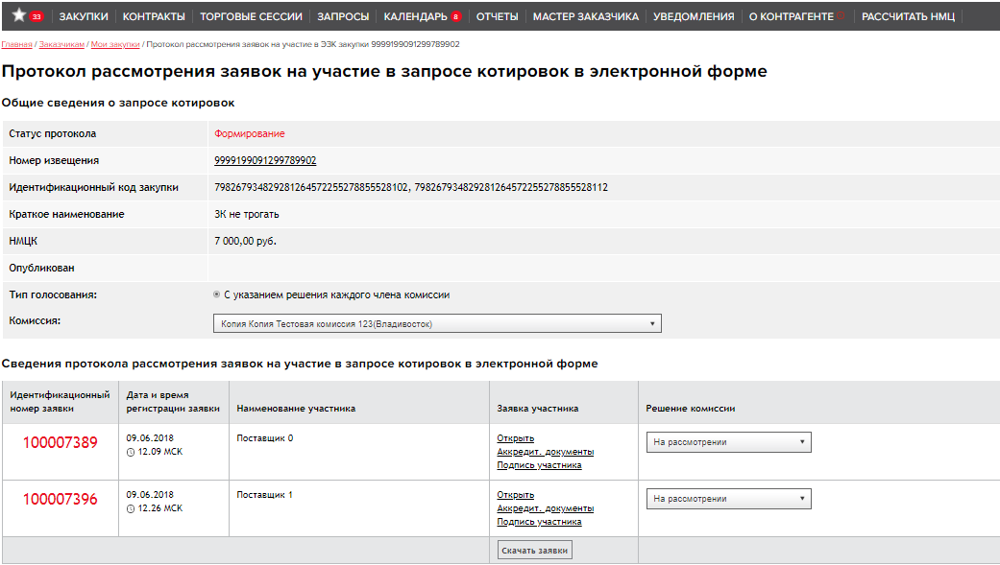 33 ЗАКУПКИ КОНТРАКТЫ ТОРГОВЫЕ СЕССИИ ЗАПРОСЫ КАЛЕНДАРЬ 8 ОТЧЕТЫ МАСТЕР ЗАКАЗЧИКА УВЕДОМЛЕНИЯ О КОНТРАГЕНТЕ РАССЧИТАТЬ НМЦ
Главная / Заказчикам / Мои закупки / Протокол рассмотрения заявок на участие в ЭЗК закупки 9999199091299789902
Протокол рассмотрения заявок на участие в запросе котировок в электронной форме
Общие сведения о запросе котировок
Статус протокола Формирование
Номер извещения 9999199091299789902
Идентификационный код закупки 798267934829281264572255278855528102, 798267934829281264572255278855528112
Краткое наименование ЗК не трогать
НМЦК 7 000,00 руб.
Опубликован
Тип голосования: С указанием решения каждого члена комиссии
Комиссия: Копия Копия Тестовая комиссия 123(Владивосток)
Сведения протокола рассмотрения заявок на участие в запросе котировок в электронной форме
Идентификационный номер заявки Дата и время регистрации заявки Наименование участника Заявка участника Решение комиссии
100007389 09.06.2018 Поставщик 0 Открыть На рассмотрении
12.09 МСК Аккредит. документы
Подпись участника
100007396 09.06.2018 Поставщик 1 Открыть На рассмотрении
12.26 МСК Аккредит. документы
Подпись участника
Скачать заявки